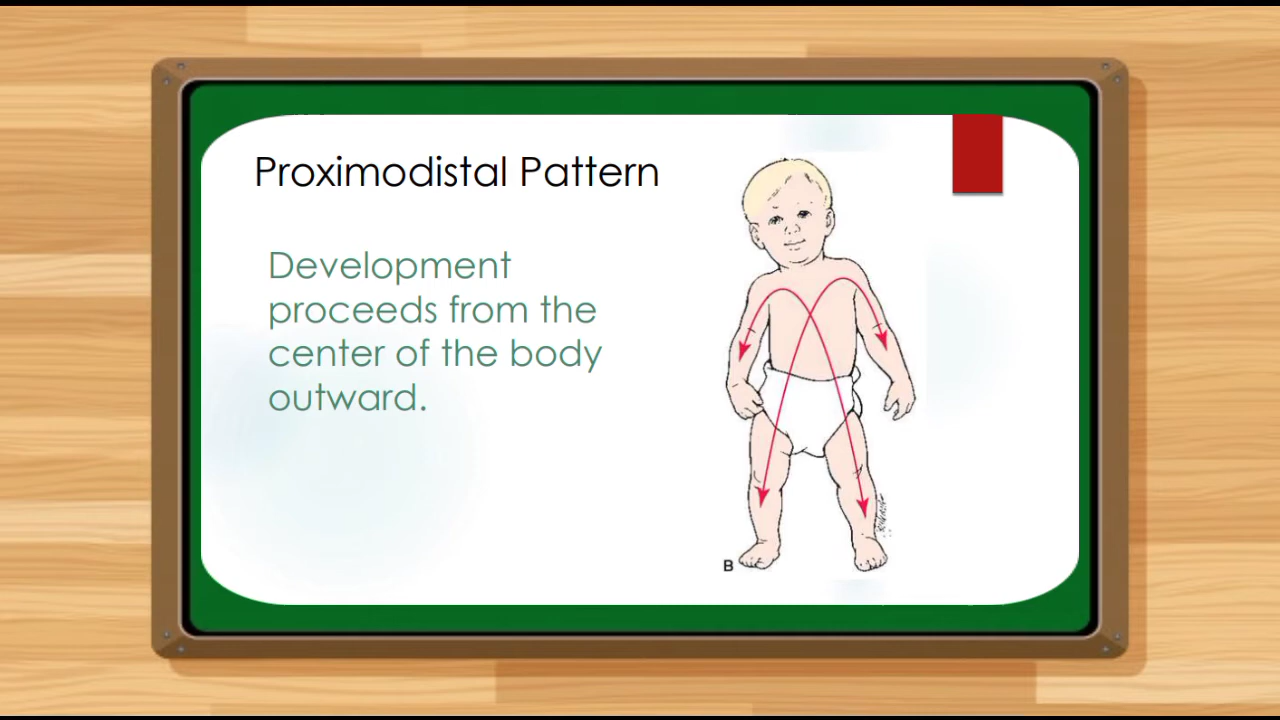 Proximodistal Pattern
Development
proceeds from the
center of the body
outward.
B